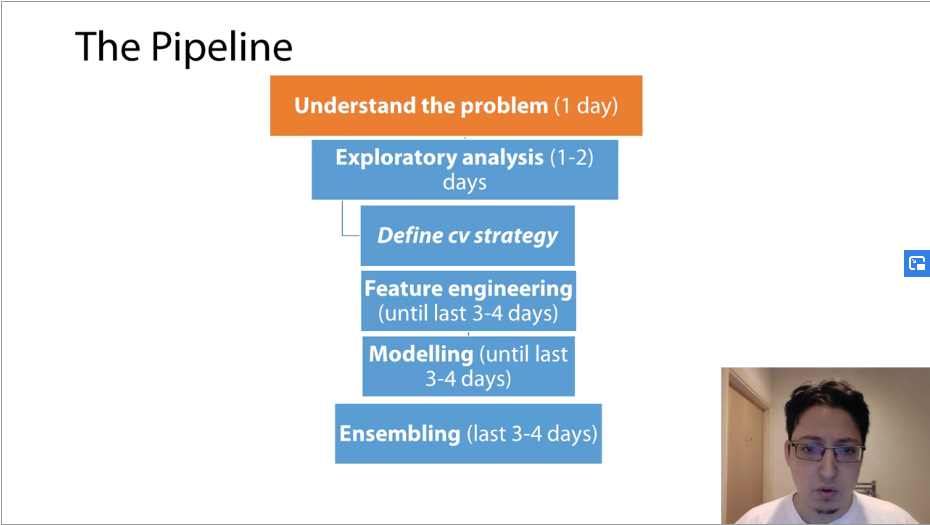 The Pipeline
Understand the problem (1 day)
Exploratory analysis (1-2)
days
Define cv strategy
Feature engineering
(until last 3-4 days)
Modelling (until last
3-4 days)
Ensembling (last 3-4 days)